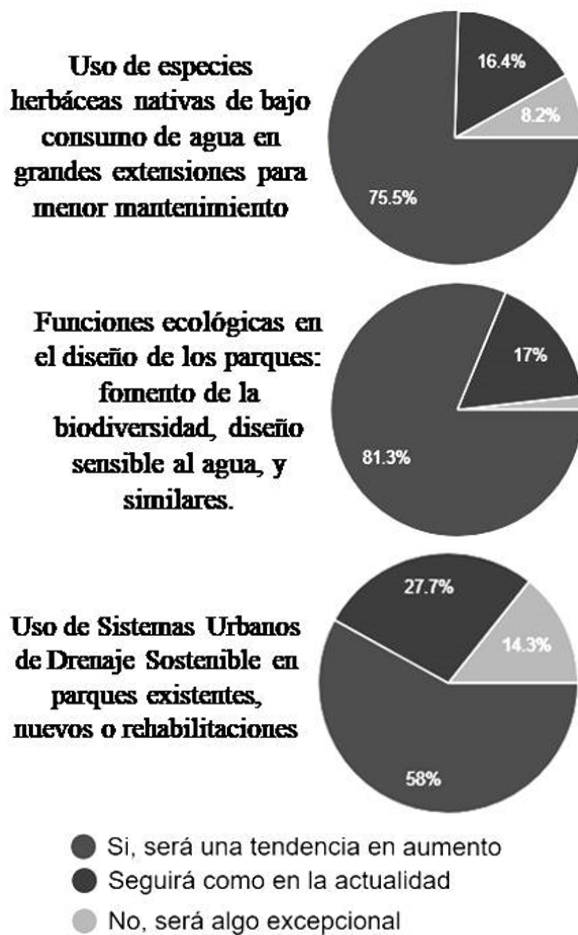 Uso de especies
herbáceas nativas de bajo
consumo de agua en
grandes extensiones para
menor mantenimiento
16.4%
8.2%
75.5%
Funciones ecológicas en
el diseño de los parques:
fomento de la
biodiversidad, diseño
sensible al agua, y
similares.
17%
81.3%
Uso de Sistemas Urbanos
de Drenaje Sostenible en
parques existentes,
nuevos o rehabilitaciones
27.7%
14.3%
58%
Si, será una tendencia en aumento
Seguirá como en la actualidad
No, será algo excepcional